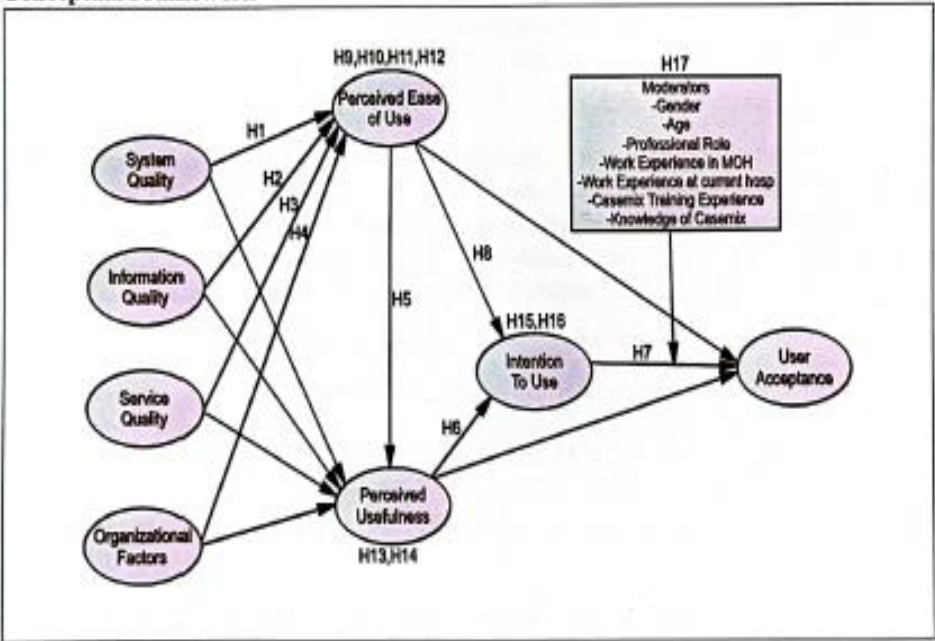 H9,H10,H11,H12
Perceived Ease
of Use
H17
Moderators
-Gender
-Age
-Professional Role
-Work Experience in MOH
-Work Experience at current hosp
-Casemix Training Experience
-Knowledge of Casemix
H1
System
Quality
H2
H3
H4
Information
Quality
H8
H5
H15,H16
Intention
To Use
H7
User
Acceptance
Service
Quality
H6
Perceived
Usefulness
H13,H14
Organizational
Factors